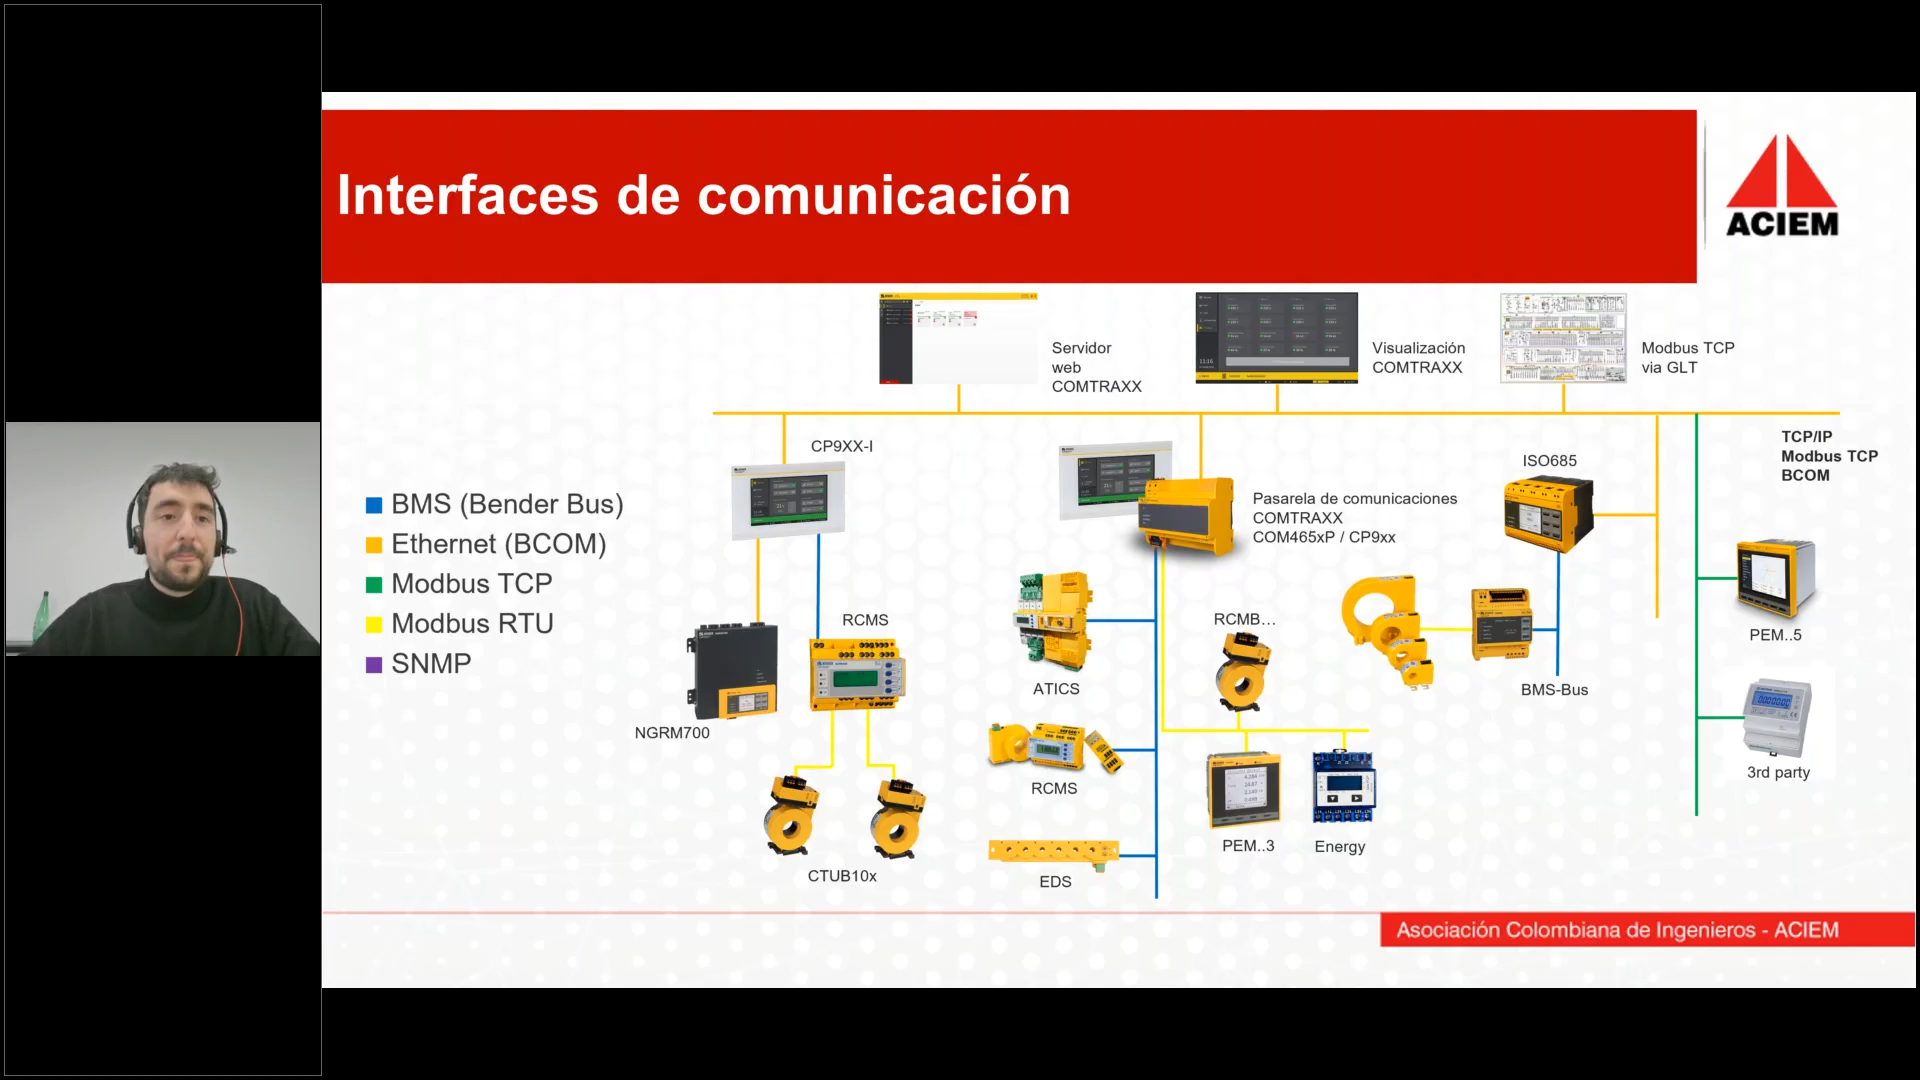 Interfaces de comunicación
ACIEM
Servidor
web
COMTRAXX
Visualización
COMTRAXX
Modbus TCP
via GLT
TCP/IP
Modbus TCP
BCOM
CP9XX-I
ISO685
Pasarela de comunicaciones
COMTRAXX
COM465xP / CP9xx
BMS (Bender Bus)
Ethernet (BCOM)
Modbus TCP
Modbus RTU
SNMP
RCMS
RCMB…
PEM..5
ATICS
BMS-Bus
NGRM700
3rd party
RCMS
PEM..3
Energy
CTUB10x
EDS
Asociación Colombiana de Ingenieros - ACIEM